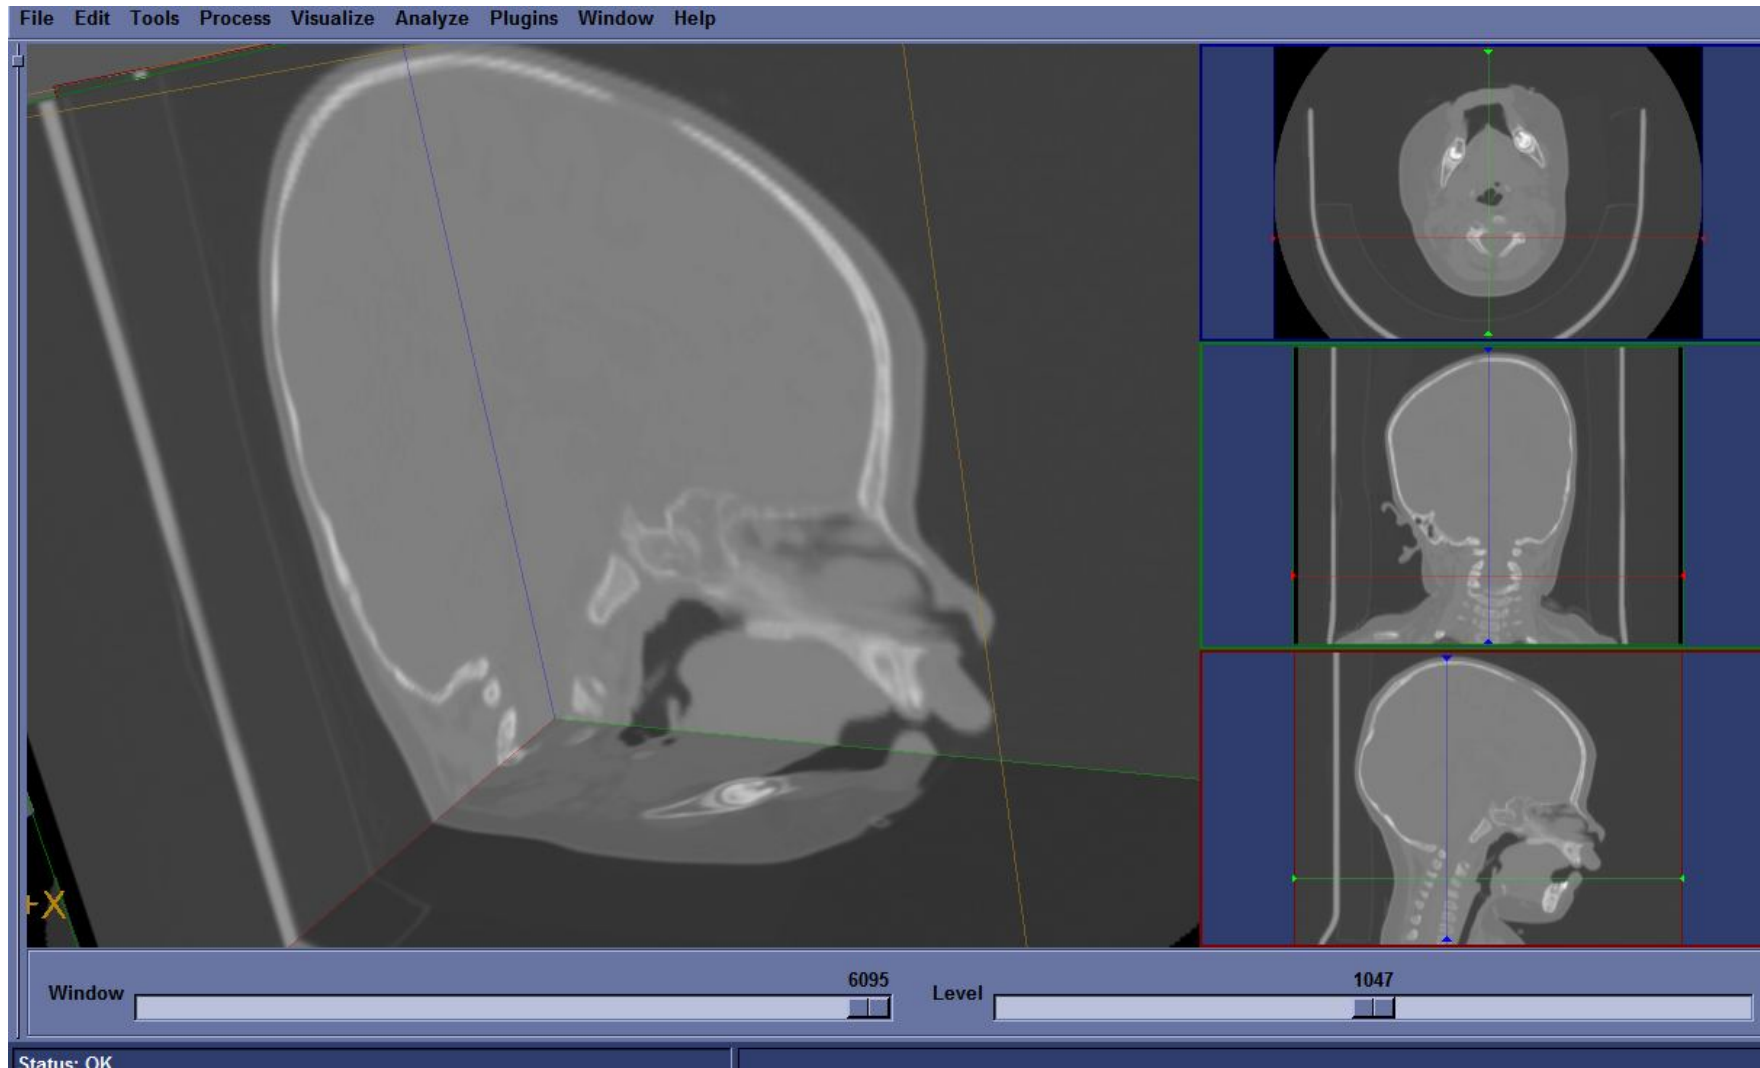 File Edit Tools Process Visualize Analyze Plugins Window Help
+X
Window 6095 Level 1047
Status: OK